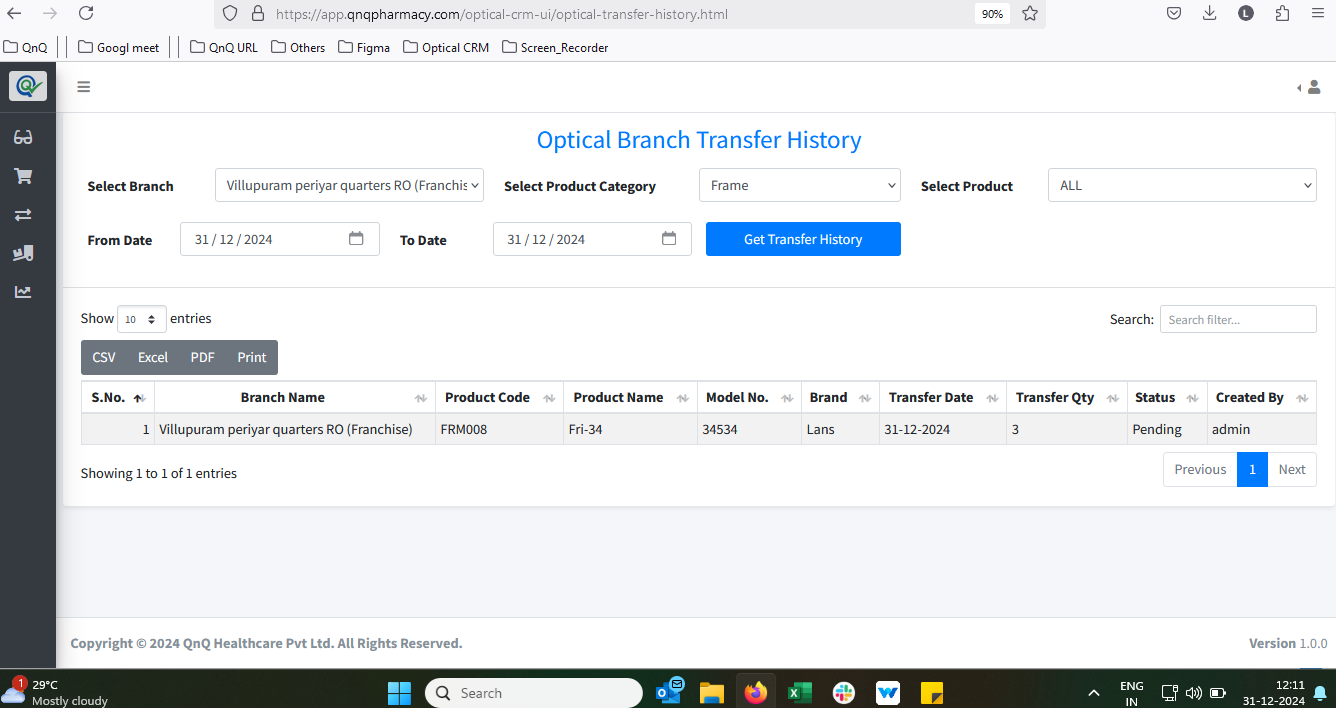 https://app.qnqpharmacy.com/optical-crm-ui/optical-transfer-history.html 90% L
QnQ Googl meet QnQ URL Others Figma Optical CRM Screen_Recorder
Optical Branch Transfer History
Select Branch Villupuram periyar quarters RO (Franchis Select Product Category Frame Select Product ALL
From Date 31 / 12 / 2024 To Date 31 / 12 / 2024 Get Transfer History
Show 10 entries Search: Search filter...
CSV Excel PDF Print
S.No. Branch Name Product Code Product Name Model No. Brand Transfer Date Transfer Qty Status Created By
1 Villupuram periyar quarters RO (Franchise) FRM008 Fri-34 34534 Lans 31-12-2024 3 Pending admin
Showing 1 to 1 of 1 entries Previous 1 Next
Copyright © 2024 QnQ Healthcare Pvt Ltd. All Rights Reserved. Version 1.0.0
1 29°C Search ENG 12:11
Mostly cloudy IN 31-12-2024